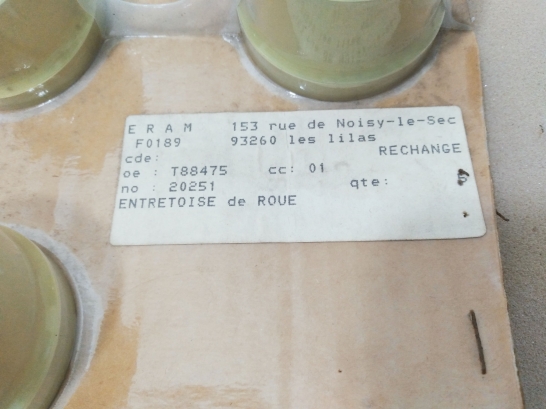 E R A M 153 rue de Noisy-le-Sec
F0189 93260 les lilas
cde: RECHANGE
oe : T88475 cc: 01
no : 20251 qte:
ENTRETOISE de ROUE